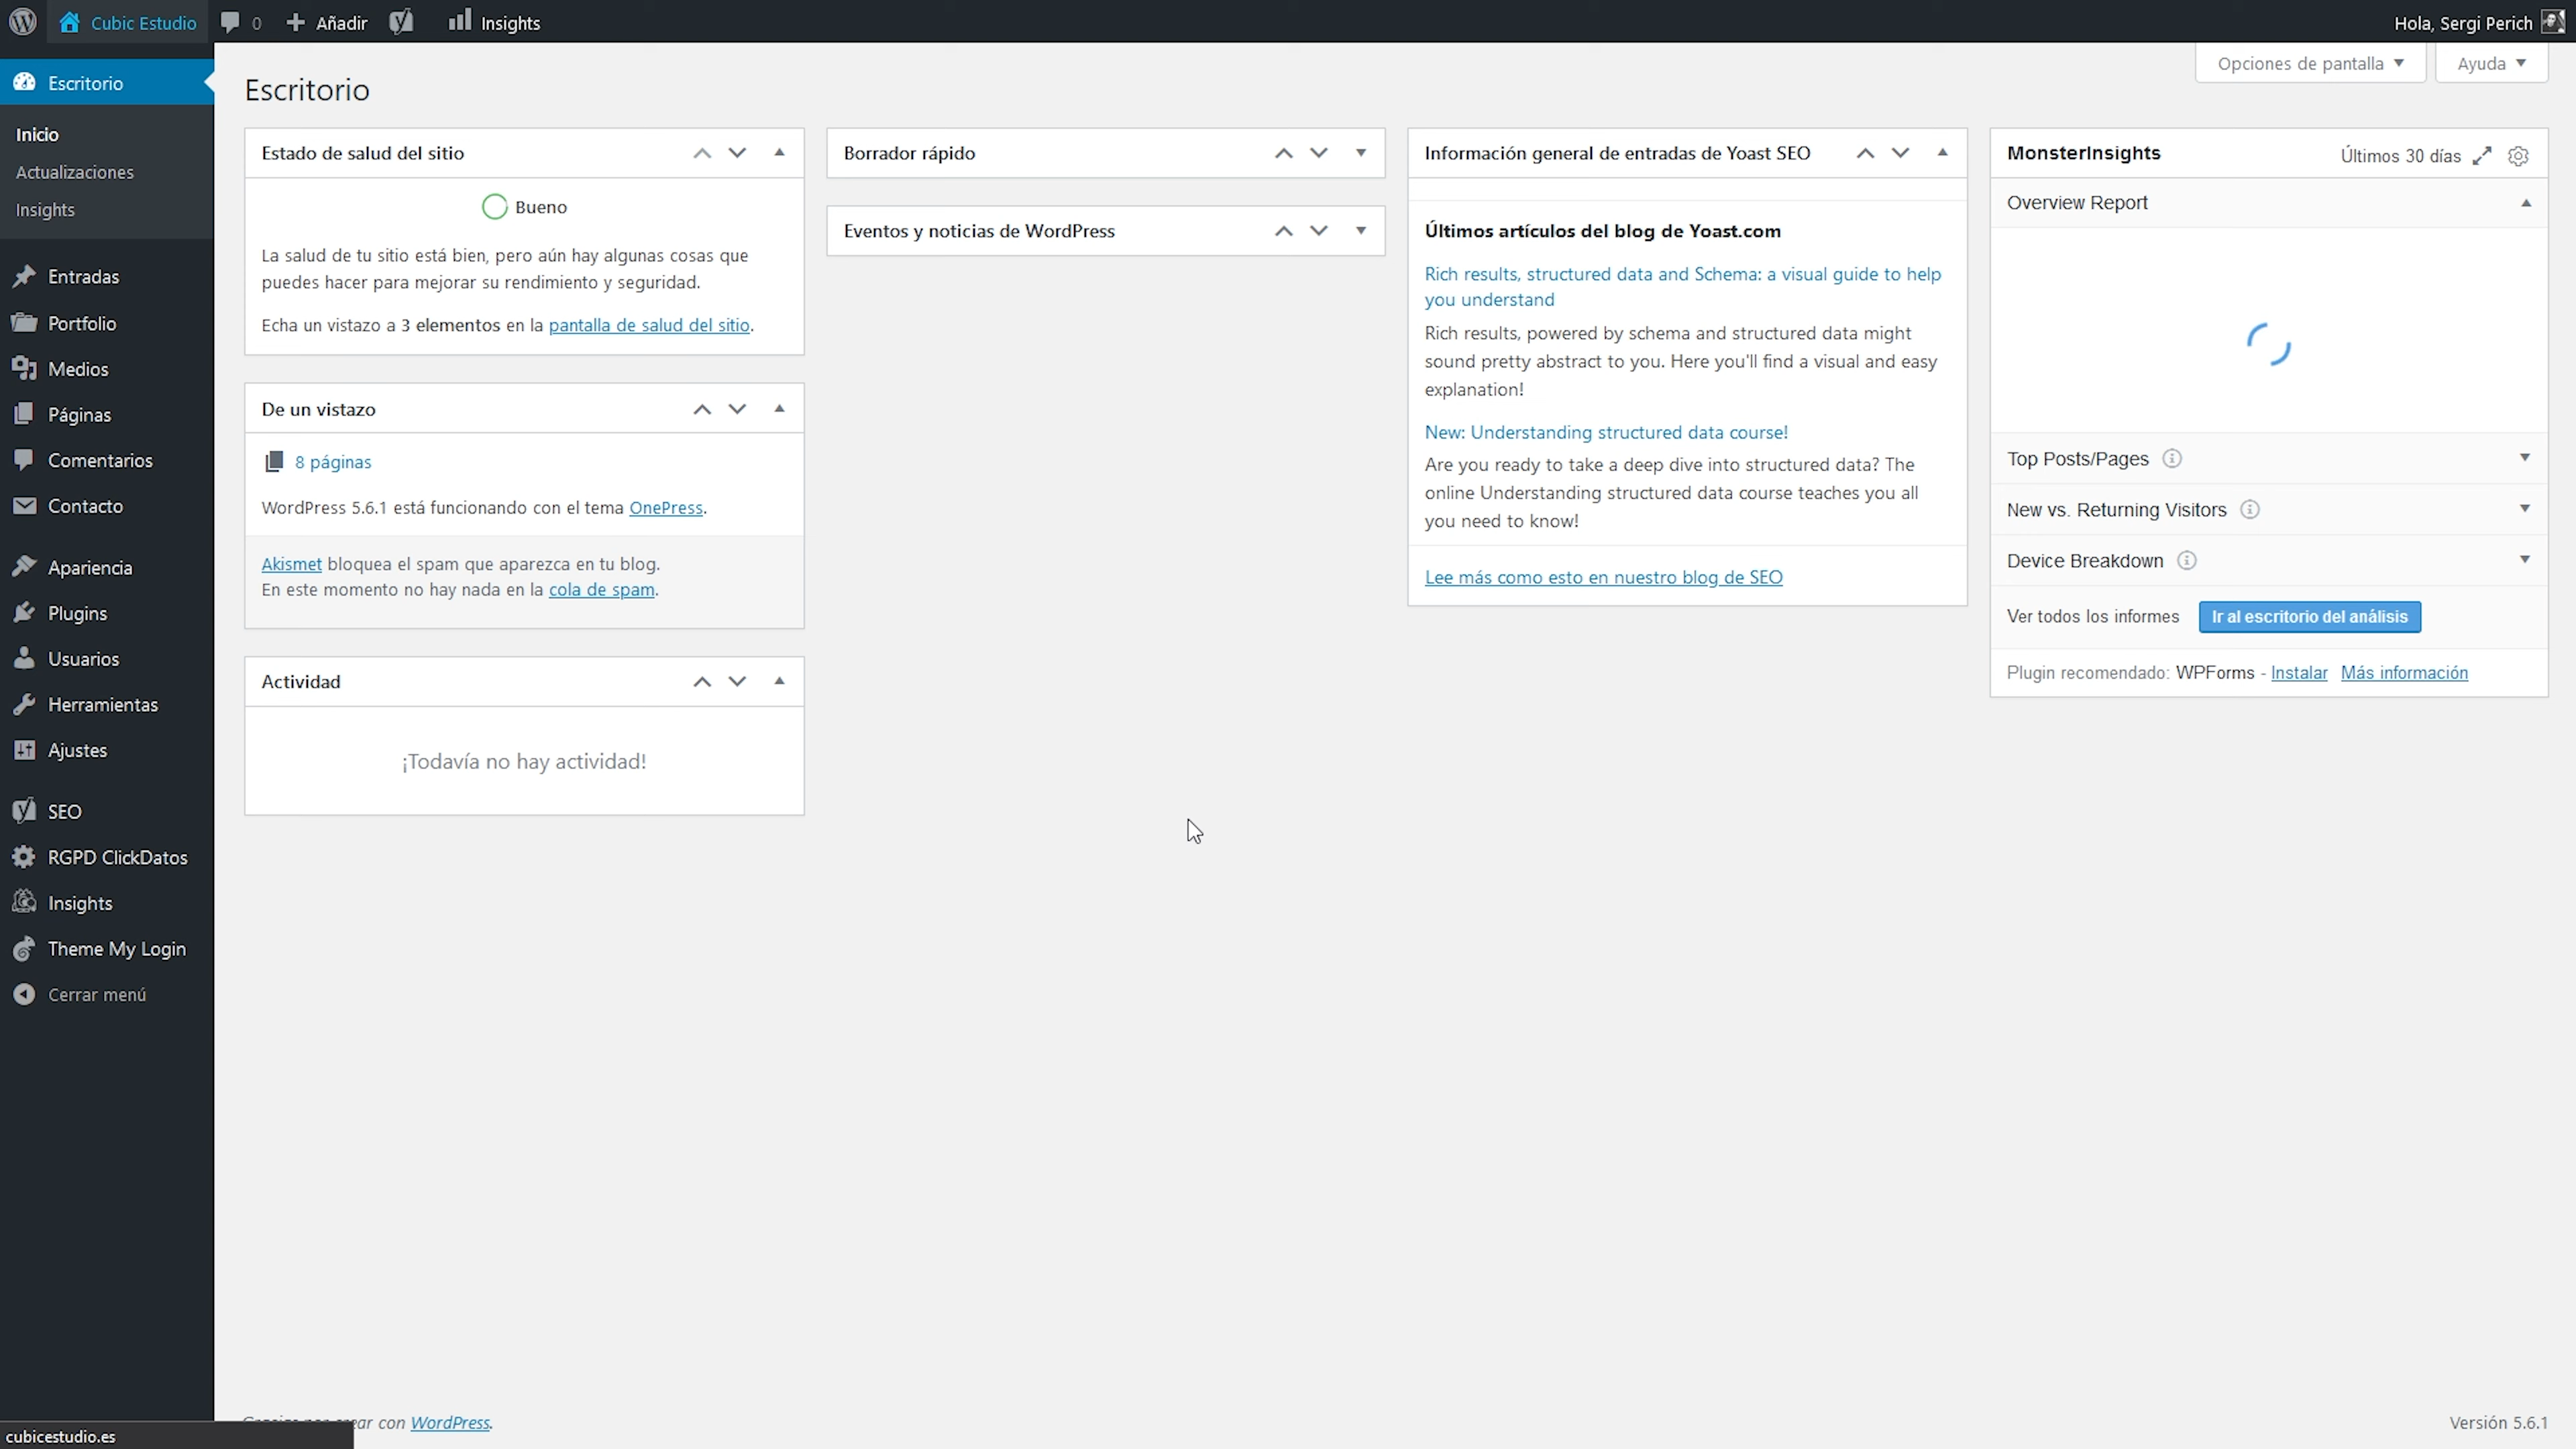 Cubic Estudio
0
Añadir
Insights
Hola, Sergi Perich
Escritorio
Inicio
Actualizaciones
Insights
Entradas
Portfolio
Medios
Páginas
Comentarios
Contacto
Apariencia
Plugins
Usuarios
Herramientas
Ajustes
SEO
RGPD ClickDatos
Insights
Theme My Login
Cerrar menú
cubicestudio.es
Opciones de pantalla
Ayuda
Escritorio
Estado de salud del sitio
Bueno
La salud de tu sitio está bien, pero aún hay algunas cosas que
puedes hacer para mejorar su rendimiento y seguridad.
Echa un vistazo a 3 elementos en la pantalla de salud del sitio.
De un vistazo
8 páginas
WordPress 5.6.1 está funcionando con el tema OnePress.
Akismet bloquea el spam que aparezca en tu blog.
En este momento no hay nada en la cola de spam.
Actividad
¡Todavía no hay actividad!
Borrador rápido
Eventos y noticias de WordPress
Información general de entradas de Yoast SEO
Últimos artículos del blog de Yoast.com
Rich results, structured data and Schema: a visual guide to help
you understand
Rich results, powered by schema and structured data might
sound pretty abstract to you. Here you'll find a visual and easy
explanation!
New: Understanding structured data course!
Are you ready to take a deep dive into structured data? The
online Understanding structured data course teaches you all
you need to know!
Lee más como esto en nuestro blog de SEO
MonsterInsights
Últimos 30 días
Overview Report
Top Posts/Pages
New vs. Returning Visitors
Device Breakdown
Ver todos los informes
Ir al escritorio del análisis
Plugin recomendado: WPForms - Instalar Más información
con WordPress.
Versión 5.6.1